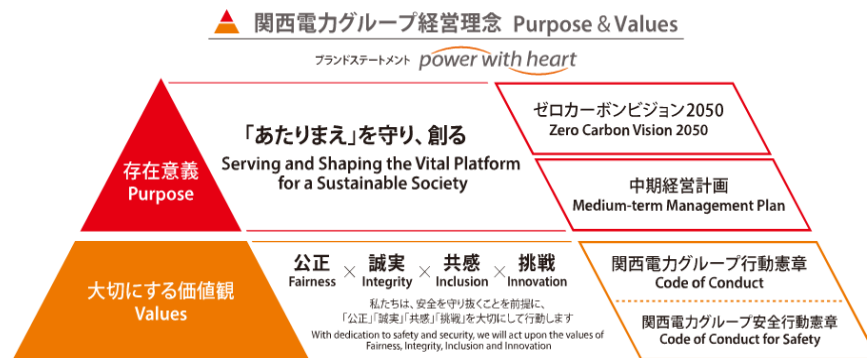 関西電力グループ経営理念 Purpose & Values
ブランドステートメント power with heart
存在意義
Purpose
「あたりまえ」を守り、創る
Serving and Shaping the Vital Platform
for a Sustainable Society
ゼロカーボンビジョン2050
Zero Carbon Vision 2050
中期経営計画
Medium-term Management Plan
大切にする価値観
Values
公正 × 誠実 × 共感 × 挑戦
Fairness Integrity Inclusion Innovation
私たちは、安全を守り抜くことを前提に、
「公正」「誠実」「共感」「挑戦」を大切にして行動します
With dedication to safety and security, we will act upon the values of
Fairness, Integrity, Inclusion and Innovation
関西電力グループ行動憲章
Code of Conduct
関西電力グループ安全行動憲章
Code of Conduct for Safety